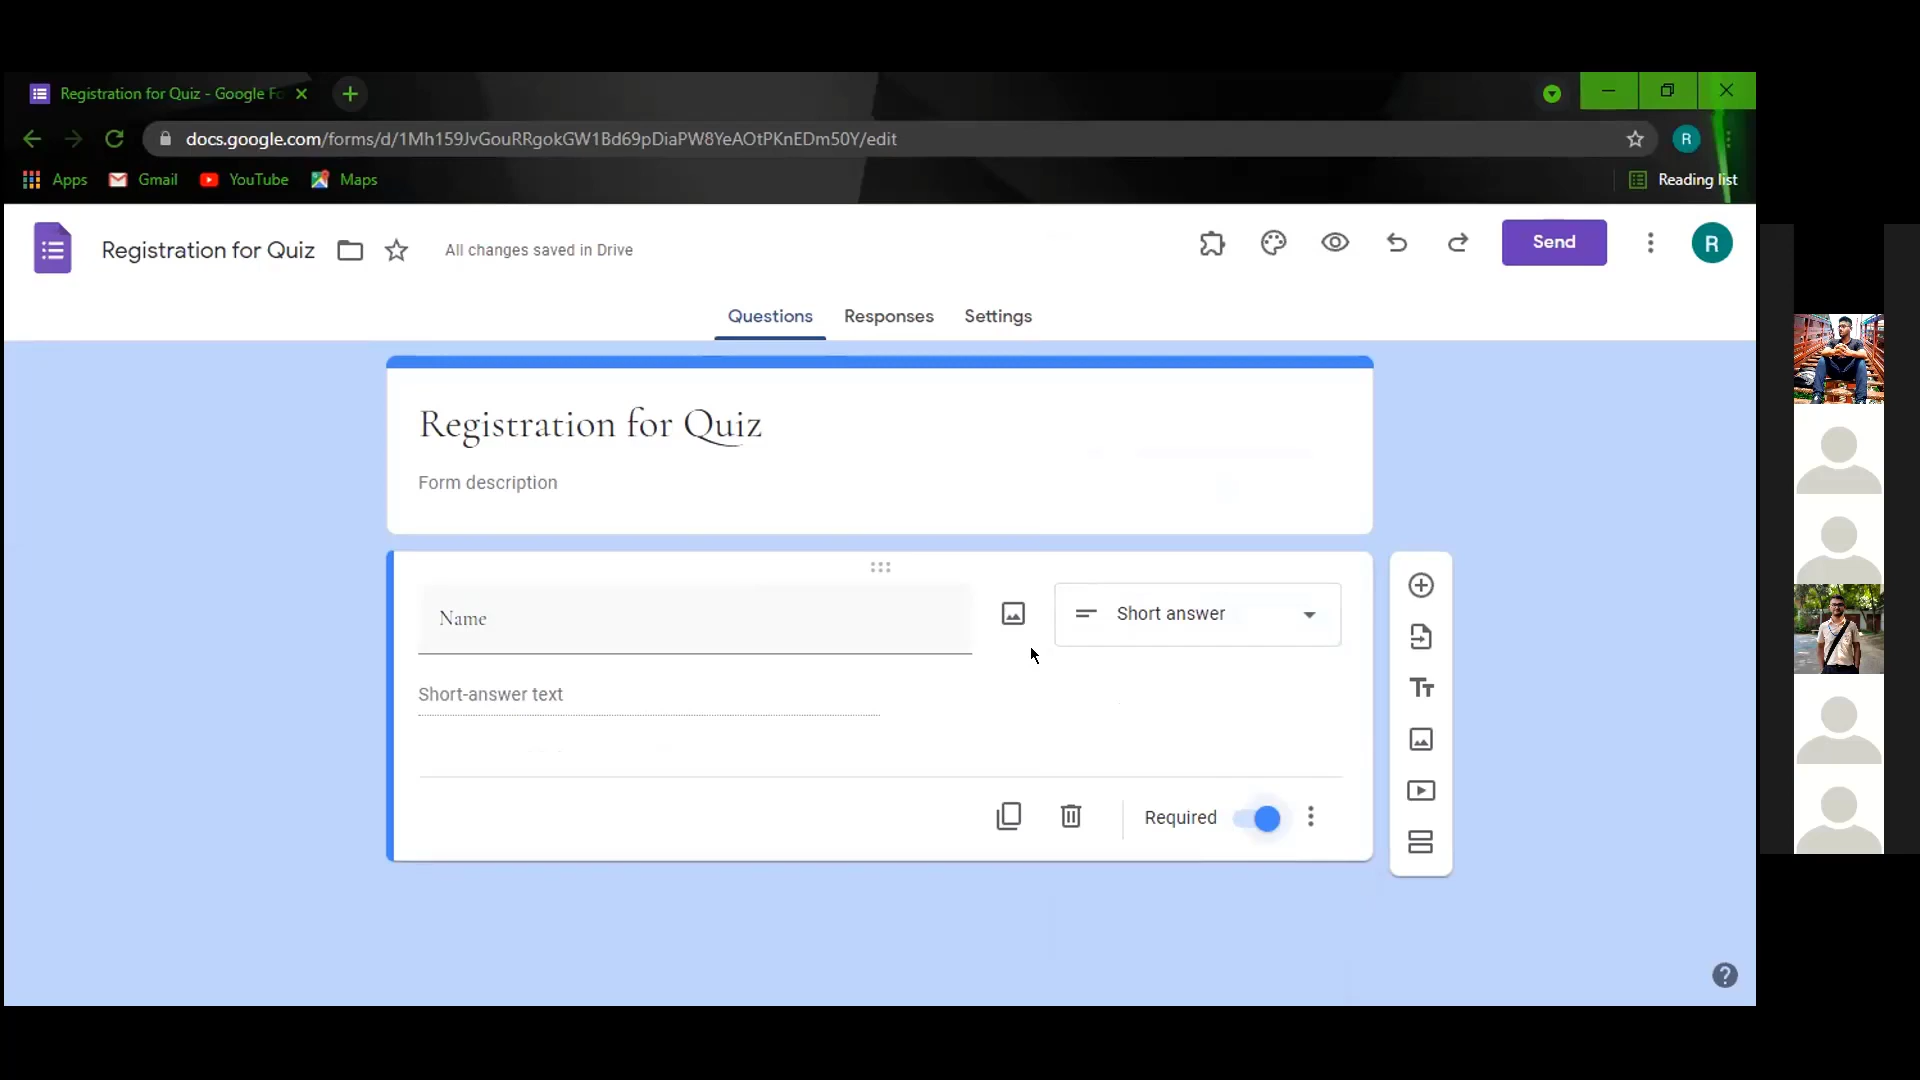 Registration for Quiz - Google Fo
docs.google.com/forms/d/1Mh159JvGouRRgokGW1Bd69pDiaPW8YeAOtPKnEDm50Y/edit
R
Apps
Gmail
YouTube
Maps
Reading list
Registration for Quiz
All changes saved in Drive
Send
R
Questions
Responses
Settings
Registration for Quiz
Form description
Name
Short answer
Short-answer text
Required